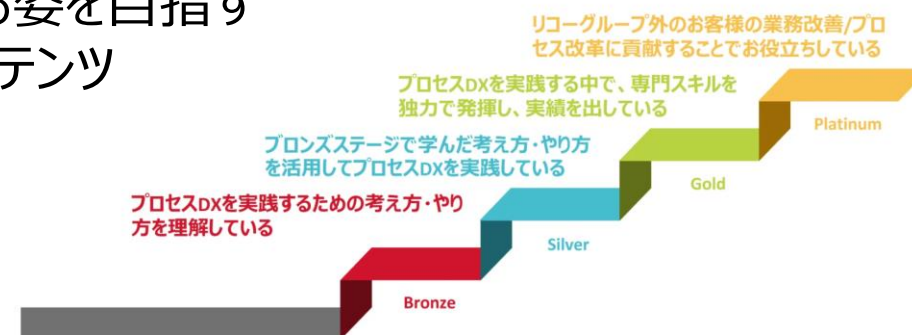 姿を目指す
テンツ
リコーグループ外のお客様の業務改善/プロ
セス改革に貢献することでお役立ちしている
プロセスDXを実践する中で、専門スキルを
独力で発揮し、実績を出している
Platinum
ブロンズステージで学んだ考え方・やり方
を活用してプロセスDXを実践している
Gold
プロセスDXを実践するための考え方・やり
方を理解している
Silver
Bronze